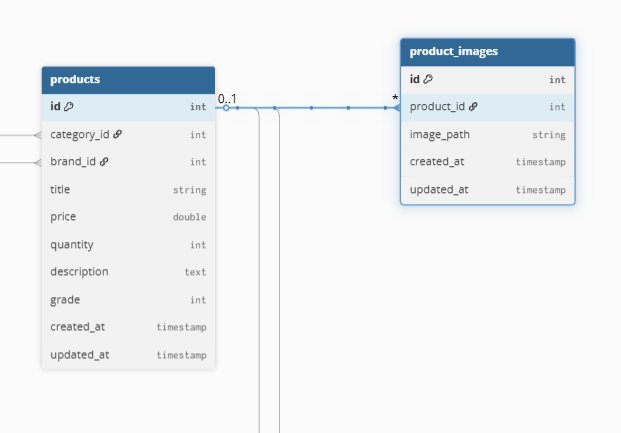 products
id int
category_id int
brand_id int
title string
price double
quantity int
description text
grade int
created_at timestamp
updated_at timestamp
0..1
*
product_images
id int
product_id int
image_path string
created_at timestamp
updated_at timestamp